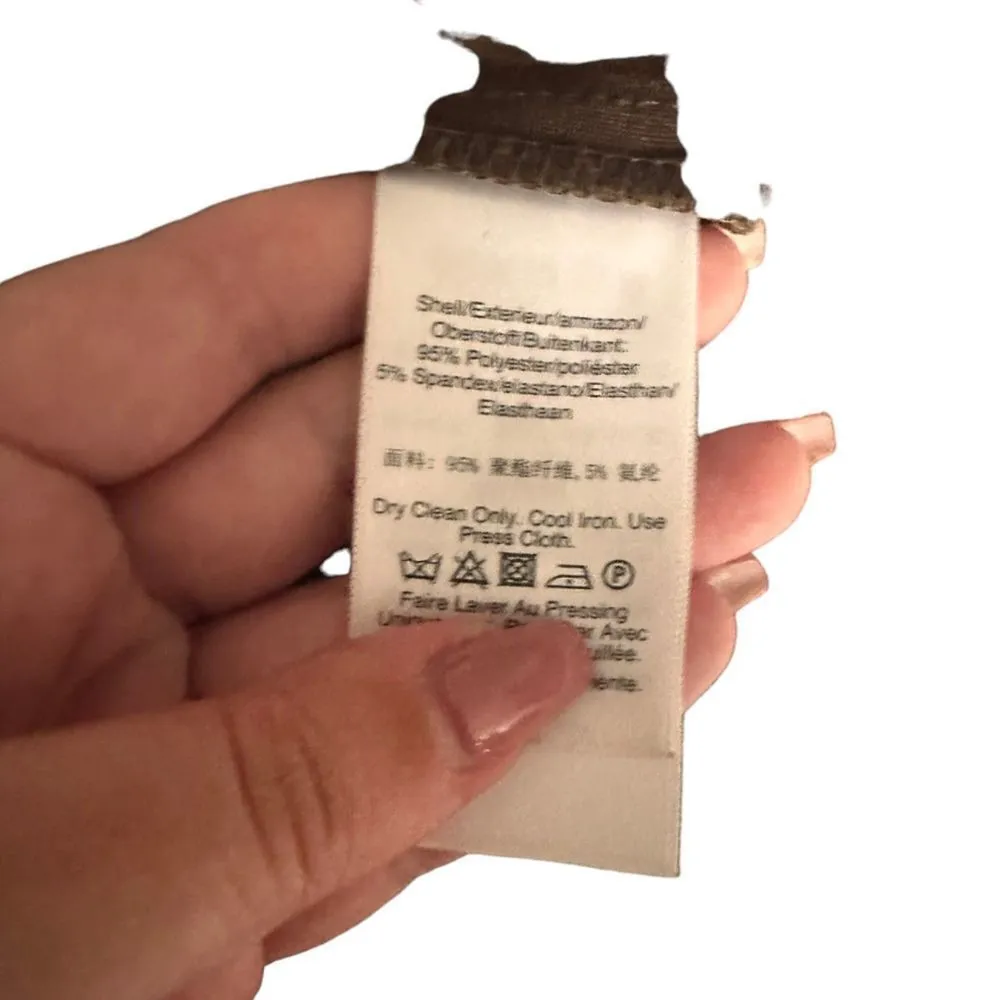 Shell/Exterieur/armazon/
Oberstoff/Buitenkant:
95% Polyester/poliéster
5% Spandex/elastano/Elasthan/
Elasthaan
面料: 95% 聚酯纤维, 5% 氨纶
Dry Clean Only. Cool Iron. Use
Press Cloth.
P
Faire Laver Au Pressing
Avec